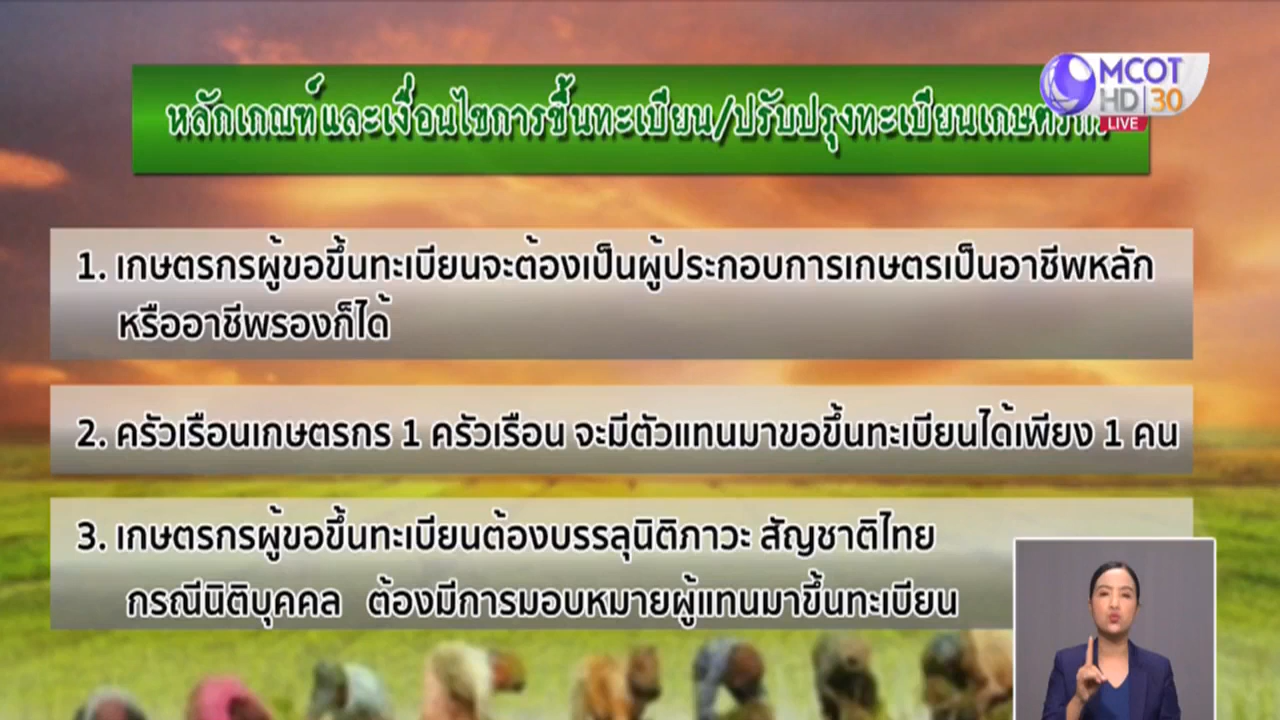 หลักเกณฑ์และเงื่อนไขการขึ้นทะเบียน/ปรับปรุงทะเบียนเกษตรกร
MCOT
HD 30
LIVE
1. เกษตรกรผู้ขอขึ้นทะเบียนจะต้องเป็นผู้ประกอบการเกษตรเป็นอาชีพหลัก
หรืออาชีพรองก็ได้
2. ครัวเรือนเกษตรกร 1 ครัวเรือน จะมีตัวแทนมาขอขึ้นทะเบียนได้เพียง 1 คน
3. เกษตรกรผู้ขอขึ้นทะเบียนต้องบรรลุนิติภาวะ สัญชาติไทย
กรณีนิติบุคคล ต้องมีการมอบหมายผู้แทนมาขึ้นทะเบียน